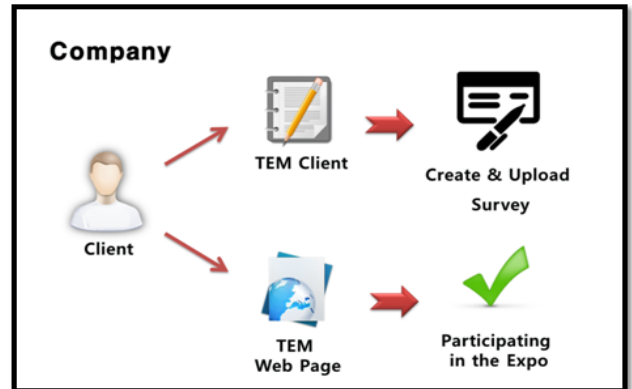 Company
TEM Client
Create & Upload
Survey
Client
TEM
Web Page
Participating
in the Expo